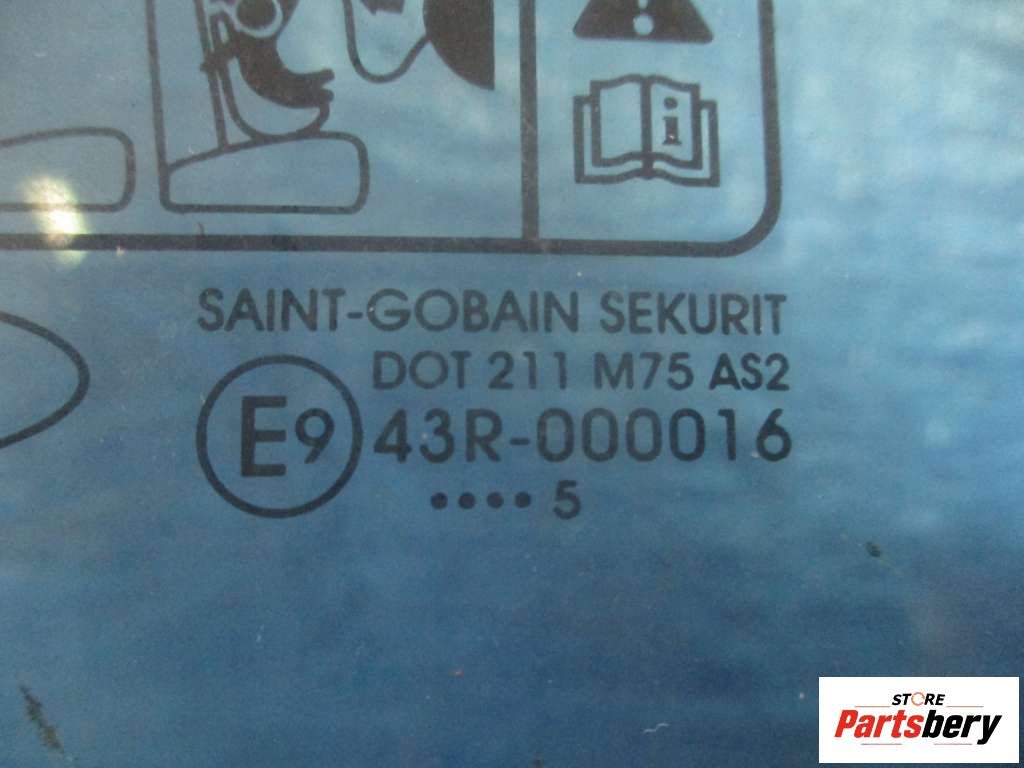 i
SAINT-GOBAIN SEKURIT
DOT 211 M75 AS2
E9 43R-000016
•••• 5
STORE
Partsbery